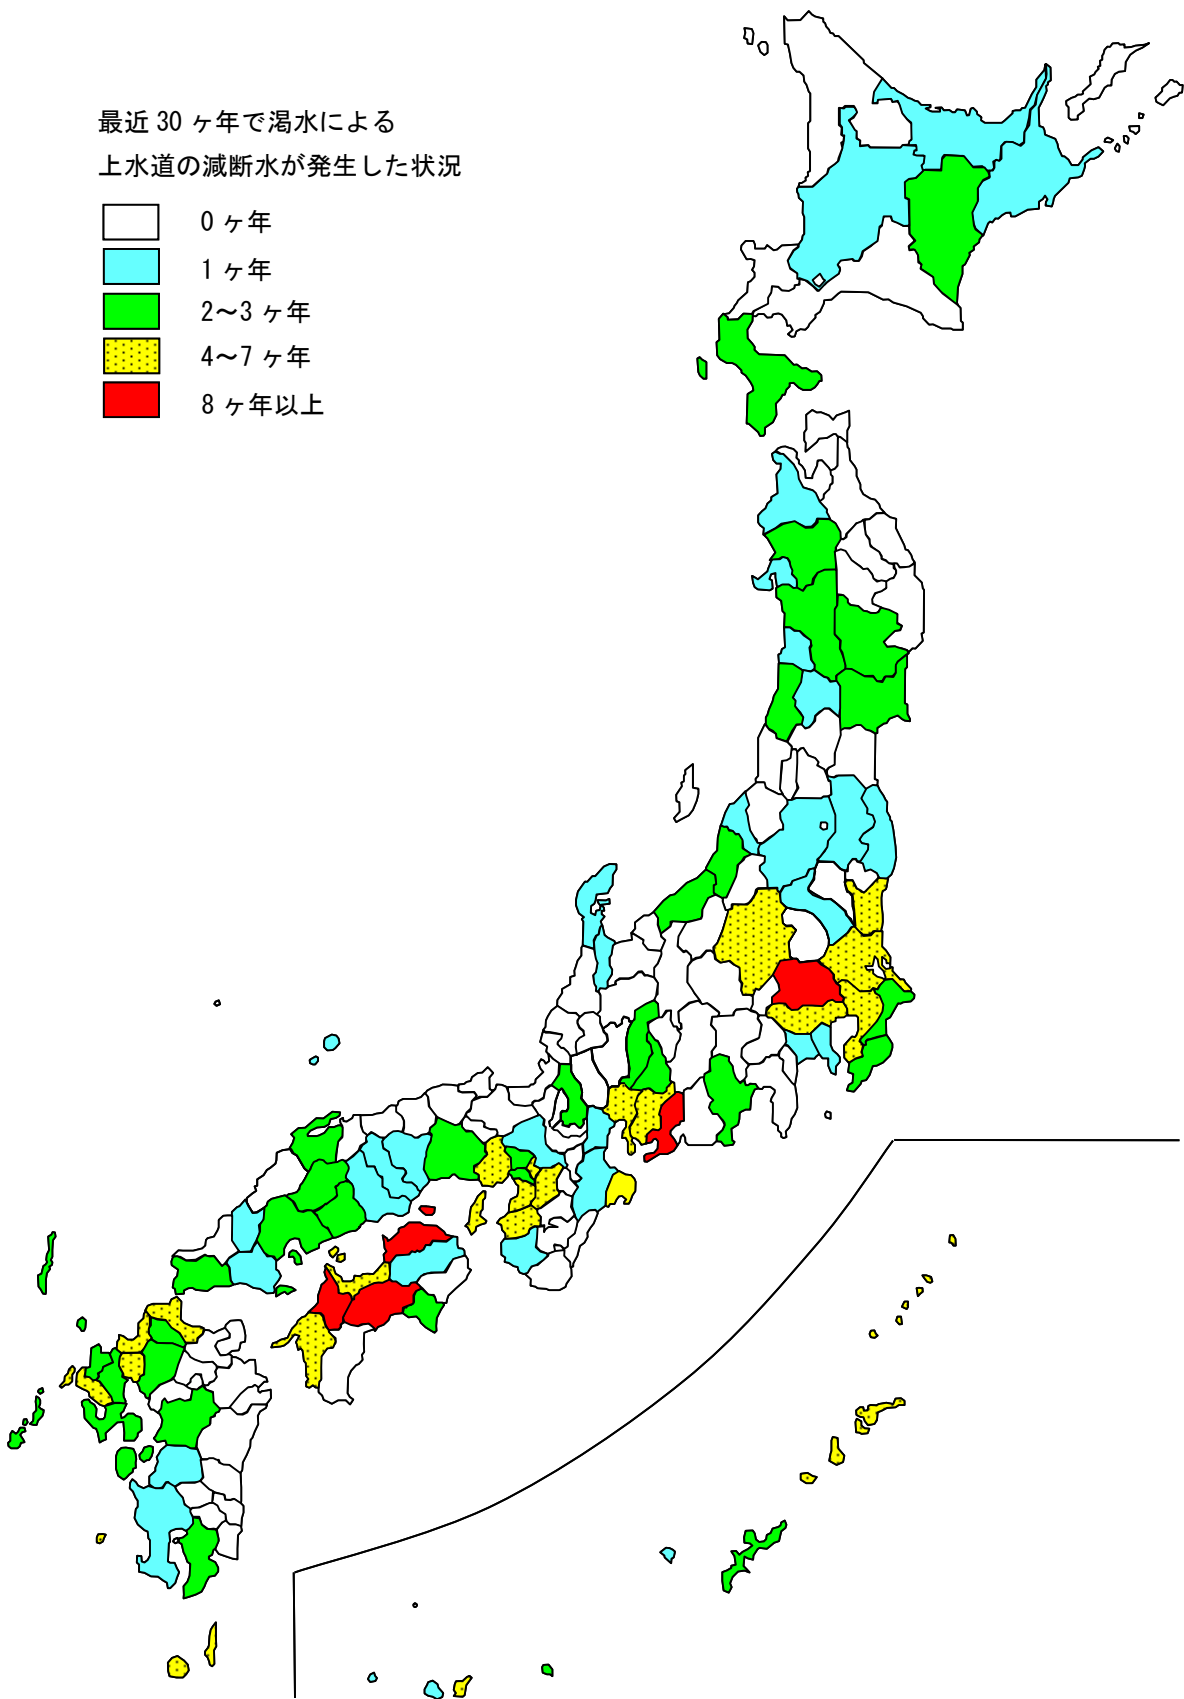 最近 30 ヶ年で渇水による
上水道の減断水が発生した状況
0 ヶ年
1 ヶ年
2～3 ヶ年
4～7 ヶ年
8 ヶ年以上